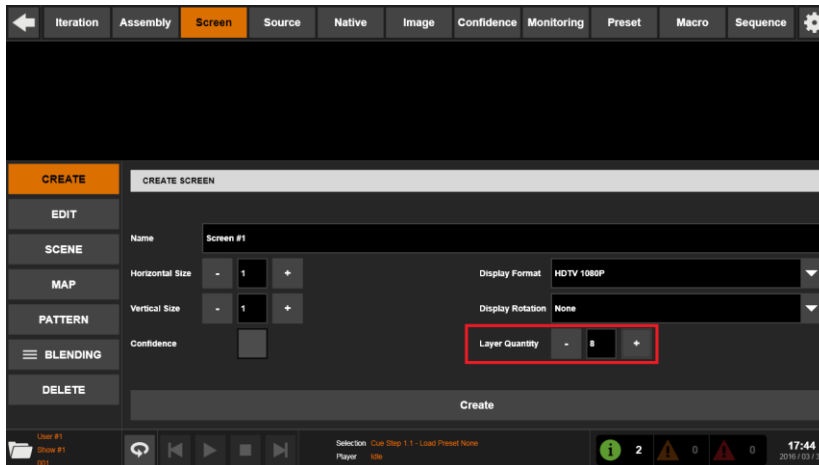 Iteration Assembly Screen Source Native Image Confidence Monitoring Preset Macro Sequence
CREATE
CREATE SCREEN
EDIT
SCENE
Name Screen #1
Horizontal Size - 1 + Display Format HDTV 1080P
MAP
Vertical Size - 1 + Display Rotation None
PATTERN
Confidence Layer Quantity - 8 +
BLENDING
DELETE
Create
User #1
Show #1
001
Selection Cue Step 1.1 - Load Preset None
Player Idle
i 2 0 0
17:44
2016 / 03 / 3